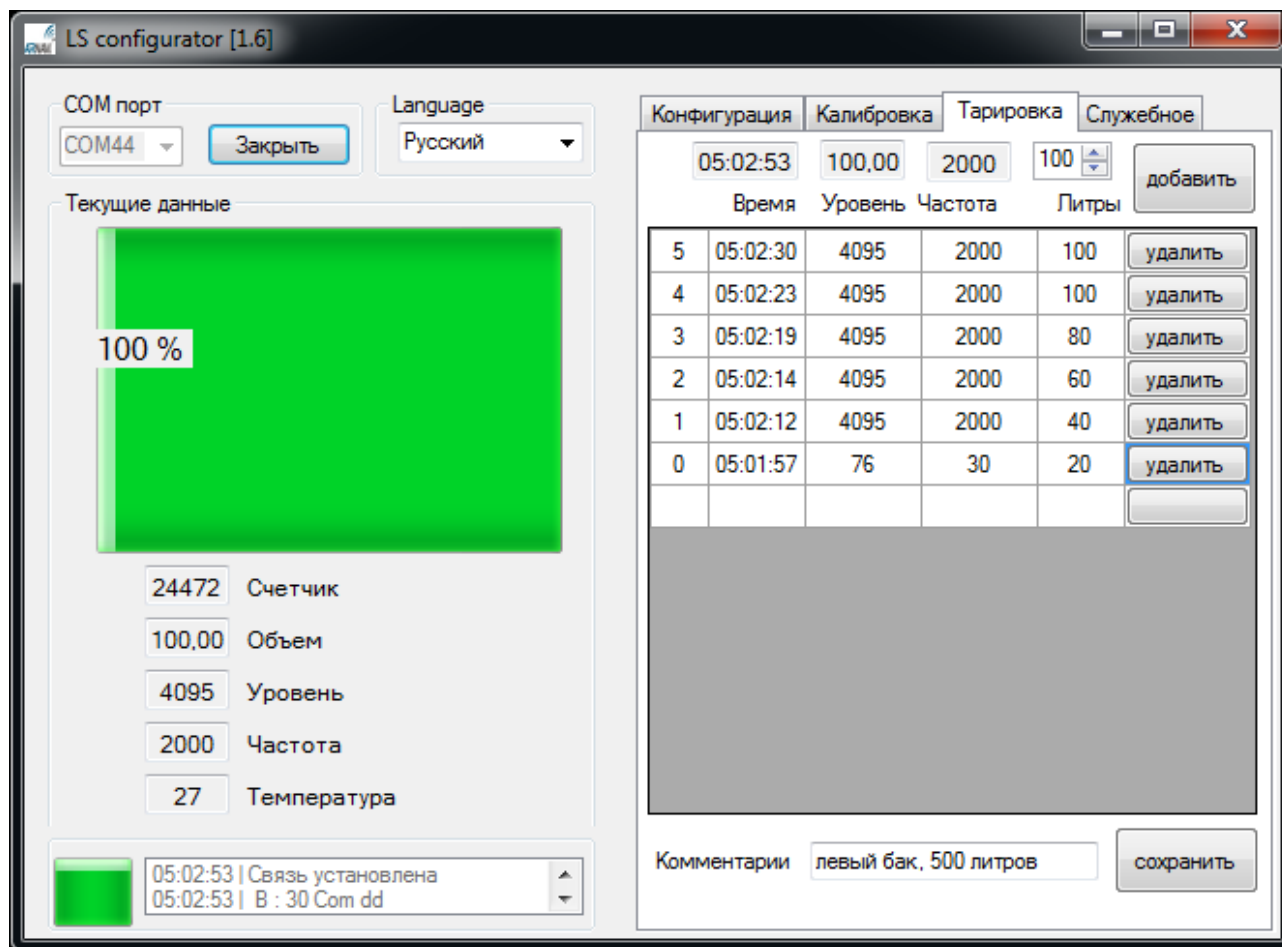 LS configurator [1.6]
COM порт
COM44
Закрыть
Language
Русский
Текущие данные
100 %
24472 Счетчик
100,00 Объем
4095 Уровень
2000 Частота
27 Температура
05:02:53 | Связь установлена
05:02:53 | B : 30 Com dd
Конфигурация Калибровка Тарировка Служебное
05:02:53 100,00 2000 100 добавить
Время Уровень Частота Литры
5 05:02:30 4095 2000 100 удалить
4 05:02:23 4095 2000 100 удалить
3 05:02:19 4095 2000 80 удалить
2 05:02:14 4095 2000 60 удалить
1 05:02:12 4095 2000 40 удалить
0 05:01:57 76 30 20 удалить
Комментарии левый бак, 500 литров сохранить